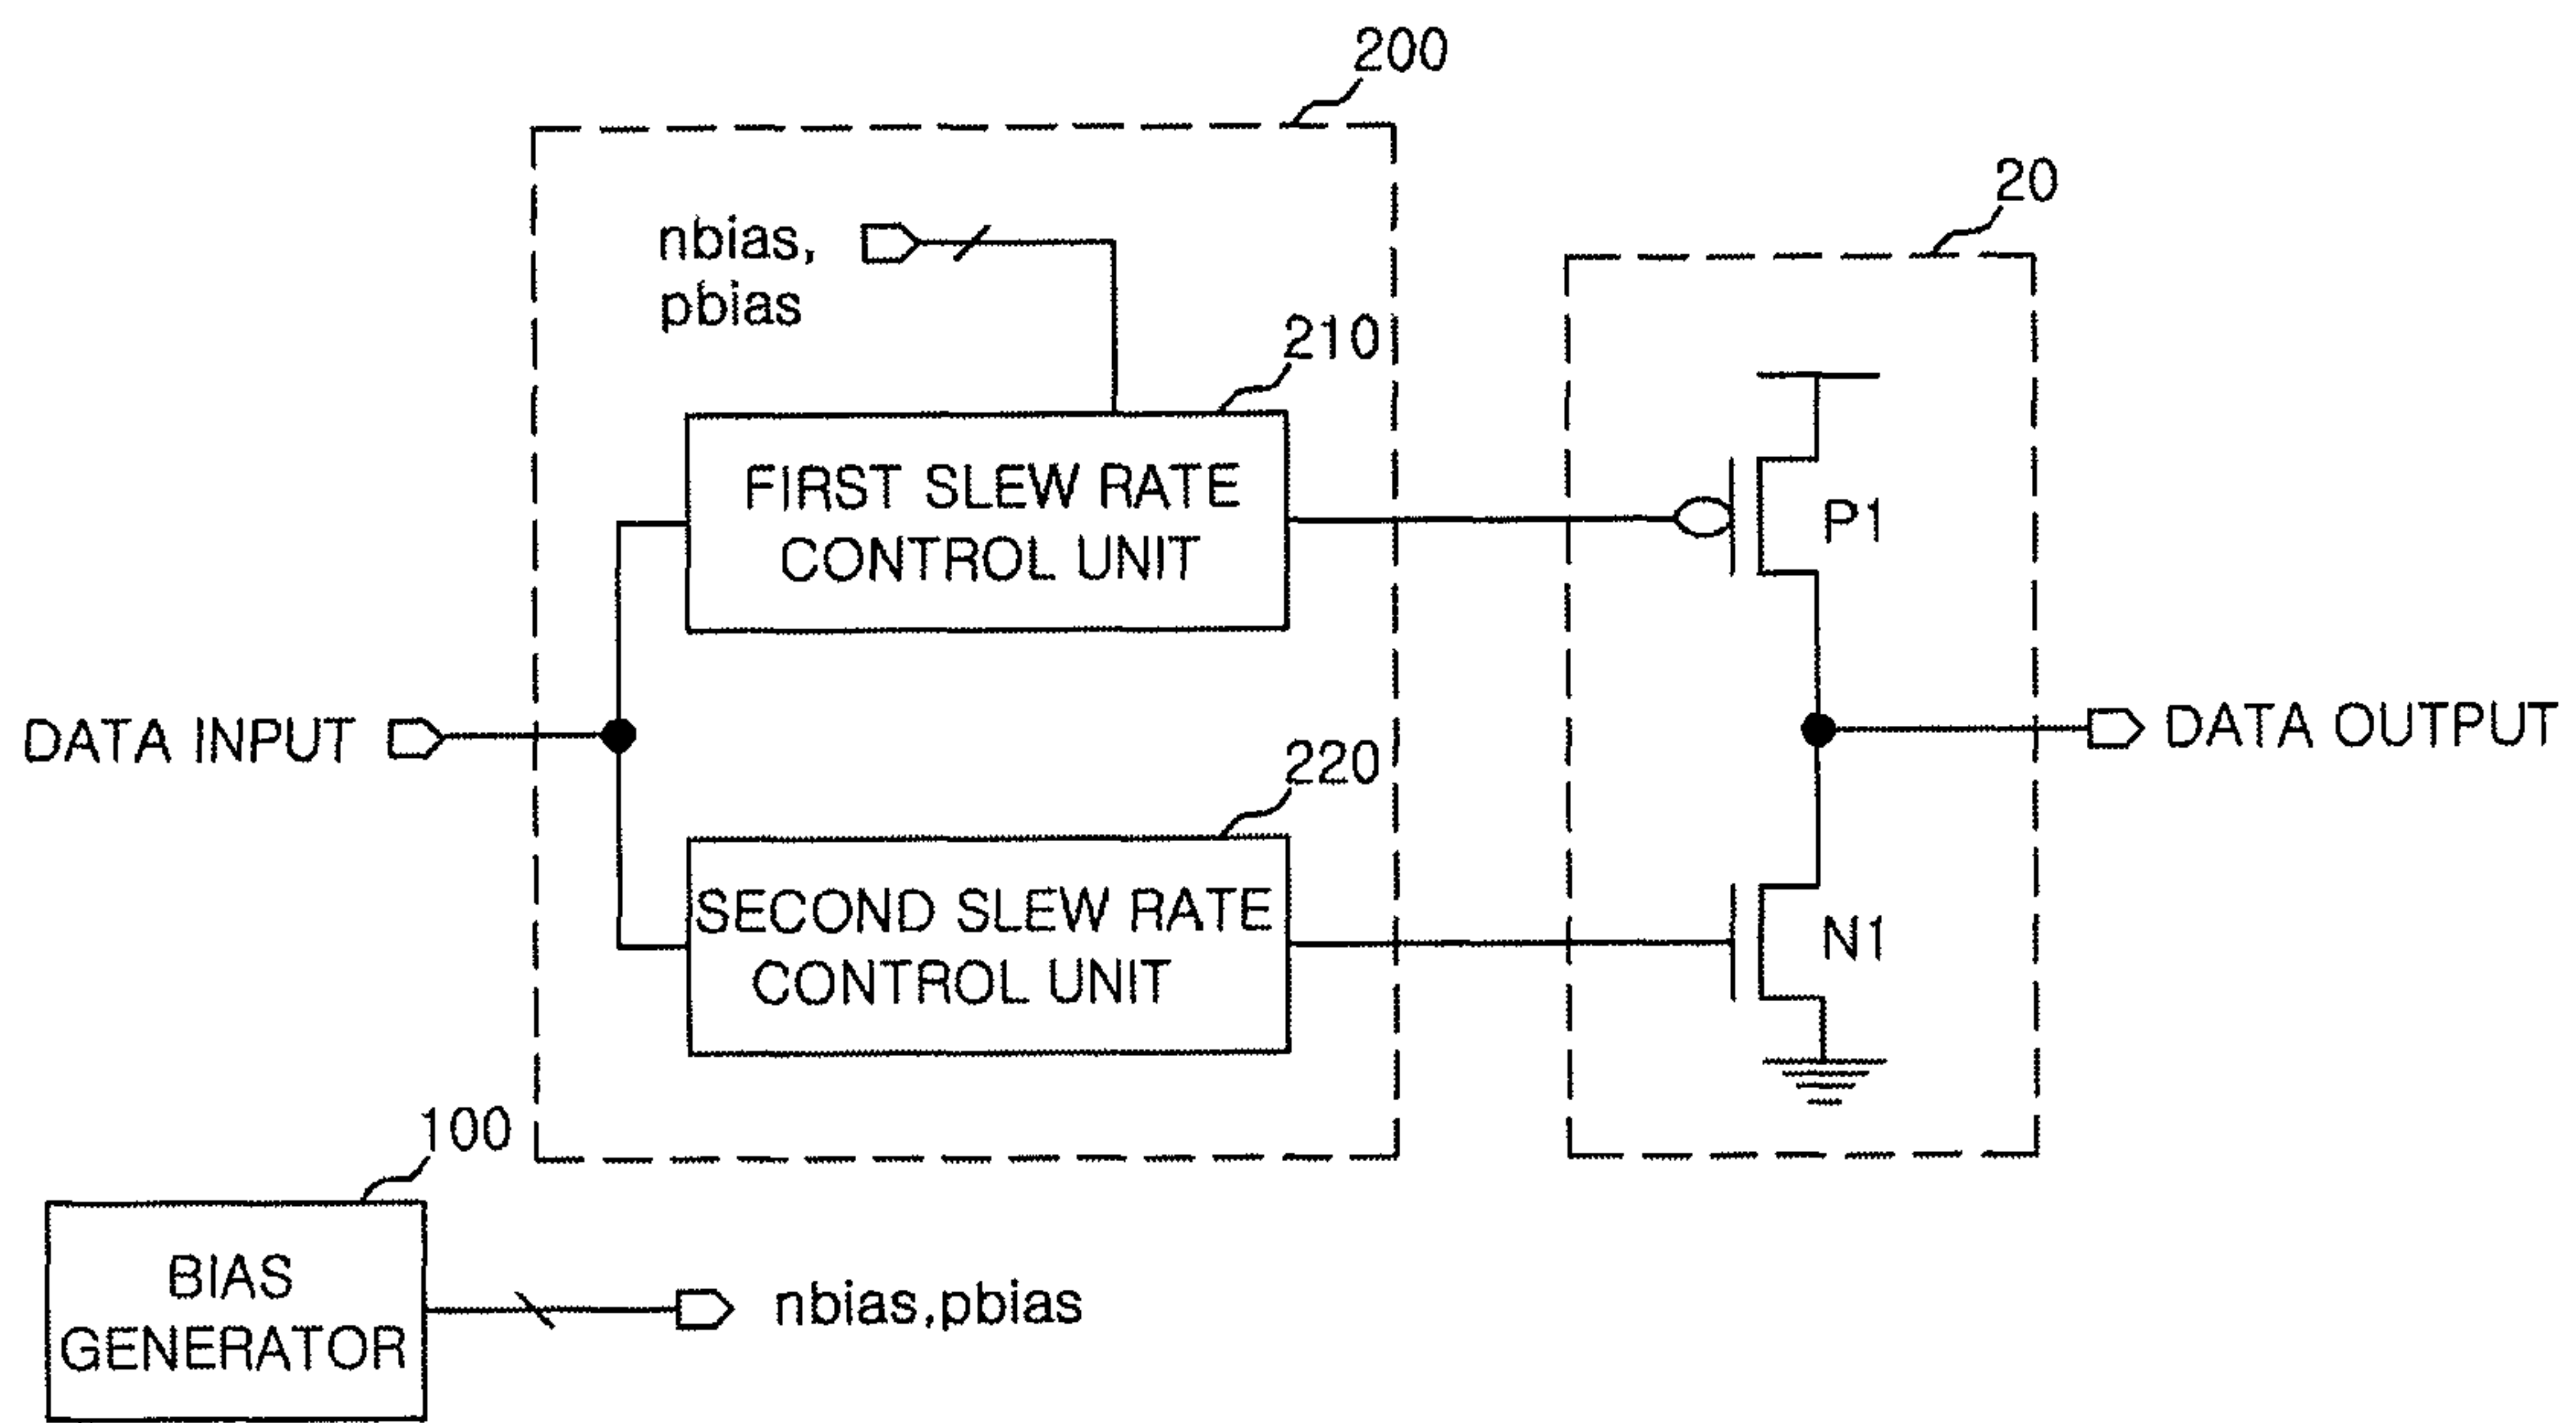 200
20
nbias,
pbias
210
FIRST SLEW RATE
CONTROL UNIT
P1
DATA INPUT
DATA OUTPUT
220
SECOND SLEW RATE
CONTROL UNIT
N1
100
BIAS
GENERATOR
nbias,pbias